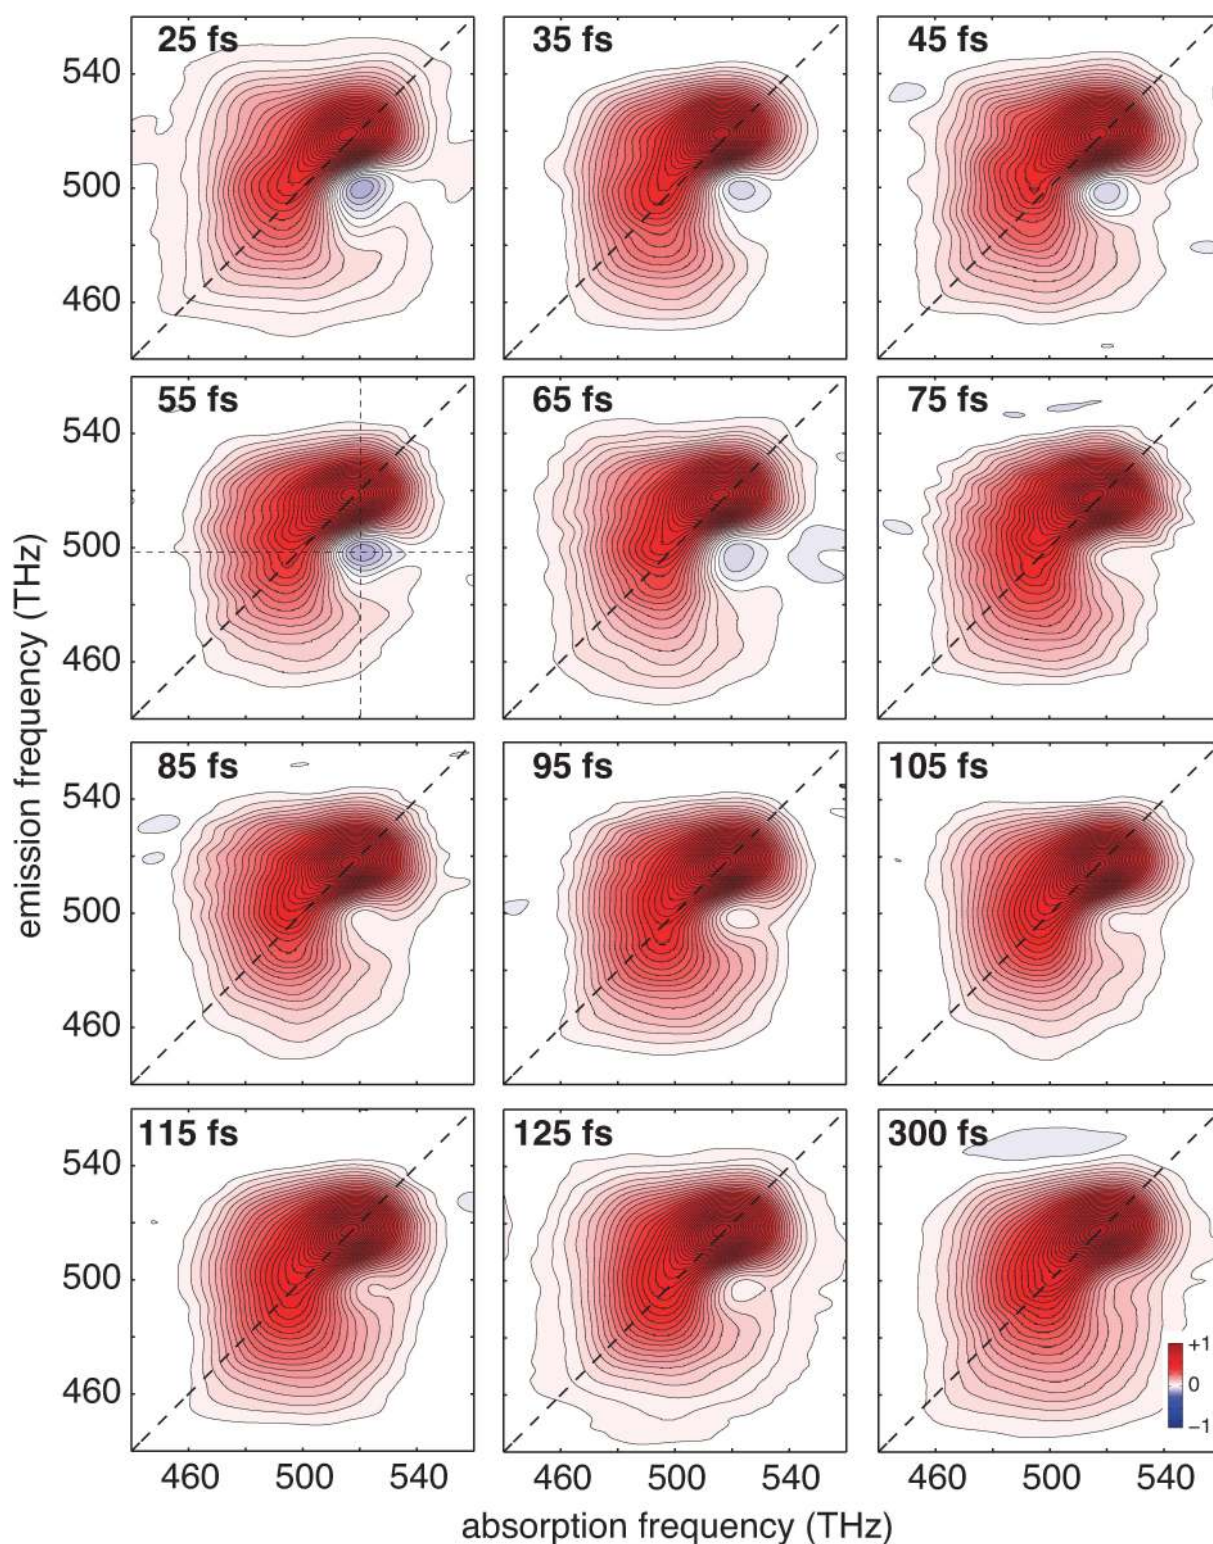 25 fs
35 fs
45 fs
540
500
460
55 fs
65 fs
75 fs
540
500
460
85 fs
95 fs
105 fs
540
500
460
115 fs
125 fs
300 fs
540
500
460
+1
0
−1
460 500 540
460 500 540
460 500 540
emission frequency (THz)
absorption frequency (THz)